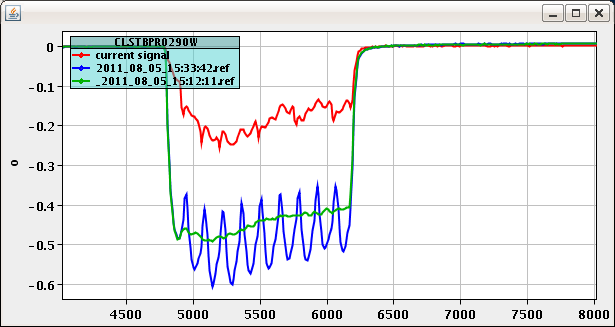 CLSTBPR0290W
current signal
2011_08_05_15:33:42.ref
_2011_08_05_15:12:11.ref
0
-0.1
-0.2
-0.3
-0.4
-0.5
-0.6
o
4500 5000 5500 6000 6500 7000 7500 8000